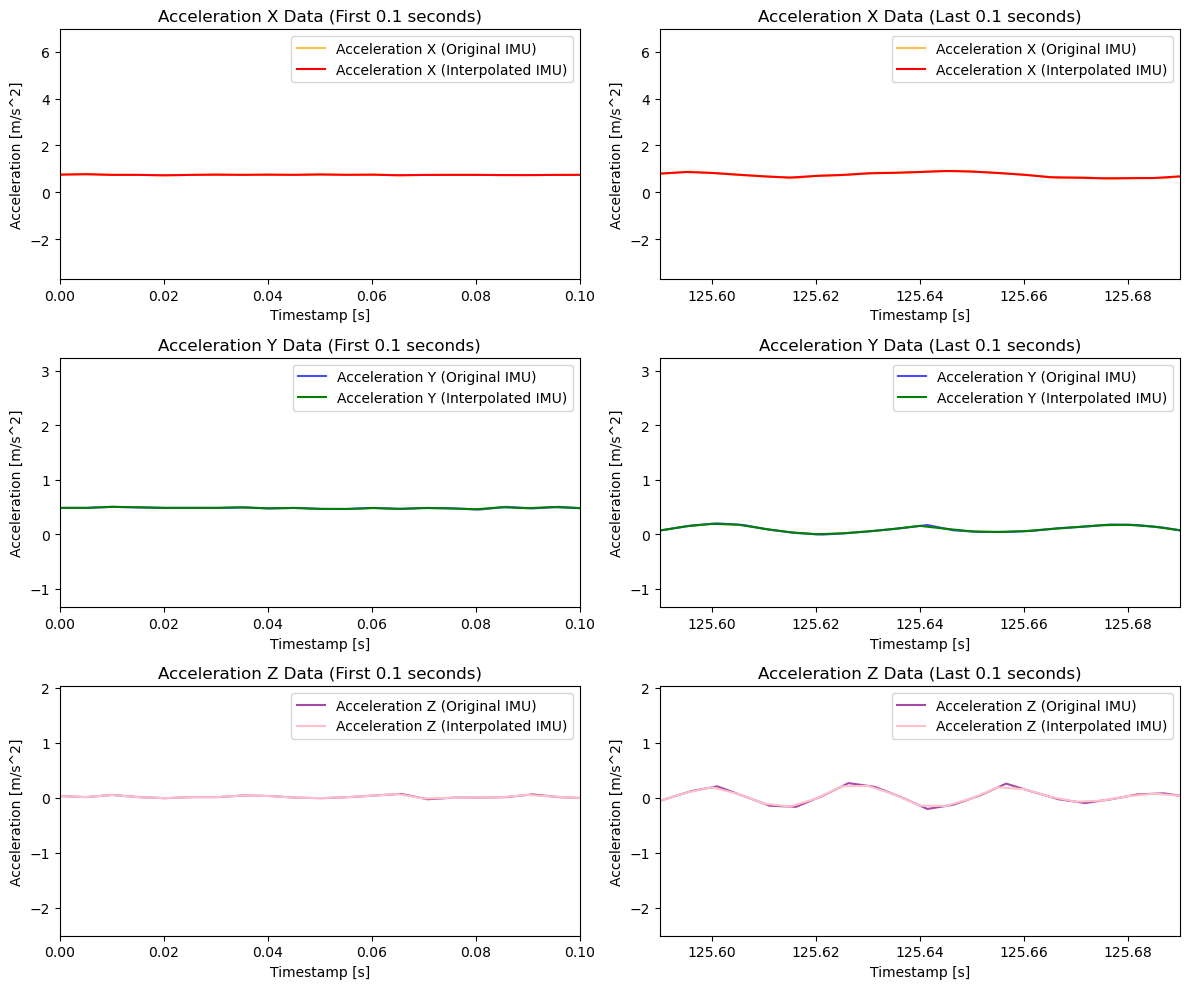 Acceleration X Data (First 0.1 seconds)
Acceleration [m/s^2]
6
4
2
0
−2
Acceleration X (Original IMU)
Acceleration X (Interpolated IMU)
0.00 0.02 0.04 0.06 0.08 0.10
Timestamp [s]
Acceleration X Data (Last 0.1 seconds)
Acceleration [m/s^2]
6
4
2
0
−2
Acceleration X (Original IMU)
Acceleration X (Interpolated IMU)
125.60 125.62 125.64 125.66 125.68
Timestamp [s]
Acceleration Y Data (First 0.1 seconds)
Acceleration [m/s^2]
3
2
1
0
−1
Acceleration Y (Original IMU)
Acceleration Y (Interpolated IMU)
0.00 0.02 0.04 0.06 0.08 0.10
Timestamp [s]
Acceleration Y Data (Last 0.1 seconds)
Acceleration [m/s^2]
3
2
1
0
−1
Acceleration Y (Original IMU)
Acceleration Y (Interpolated IMU)
125.60 125.62 125.64 125.66 125.68
Timestamp [s]
Acceleration Z Data (First 0.1 seconds)
Acceleration [m/s^2]
2
1
0
−1
−2
Acceleration Z (Original IMU)
Acceleration Z (Interpolated IMU)
0.00 0.02 0.04 0.06 0.08 0.10
Timestamp [s]
Acceleration Z Data (Last 0.1 seconds)
Acceleration [m/s^2]
2
1
0
−1
−2
Acceleration Z (Original IMU)
Acceleration Z (Interpolated IMU)
125.60 125.62 125.64 125.66 125.68
Timestamp [s]